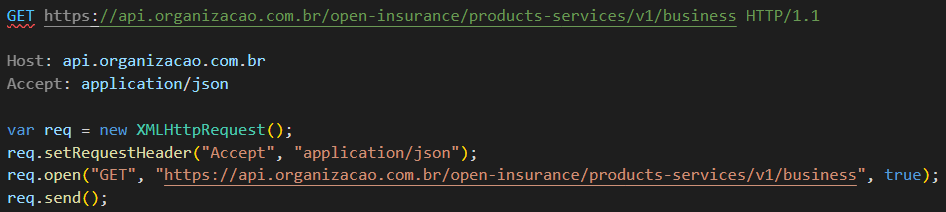 GET https://api.organizacao.com.br/open-insurance/products-services/v1/business HTTP/1.1
Host: api.organizacao.com.br
Accept: application/json
var req = new XMLHttpRequest();
req.setRequestHeader("Accept", "application/json");
req.open("GET", "https://api.organizacao.com.br/open-insurance/products-services/v1/business", true);
req.send();